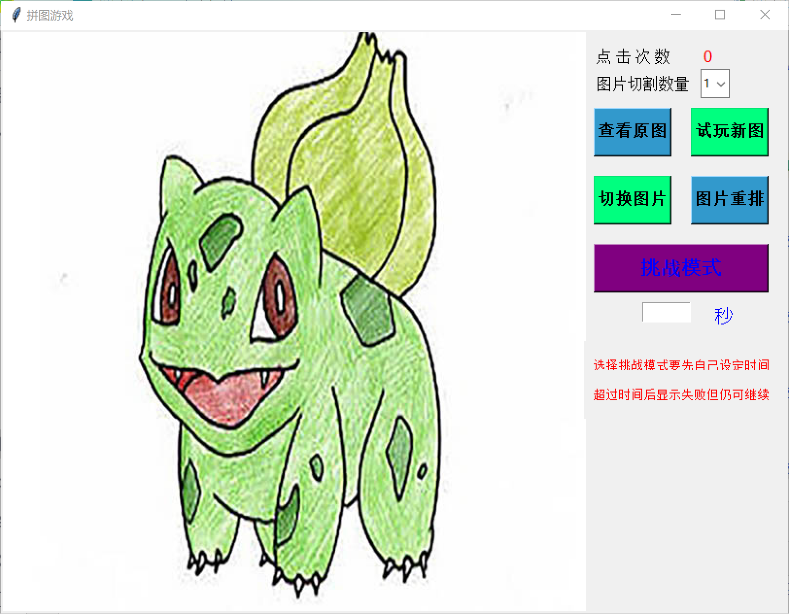 拼图游戏
点 击 次 数 0
图片切割数量 1
查看原图 试玩新图
切换图片 图片重排
挑战模式
秒
选择挑战模式要先自己设定时间
超过时间后显示失败但仍可继续